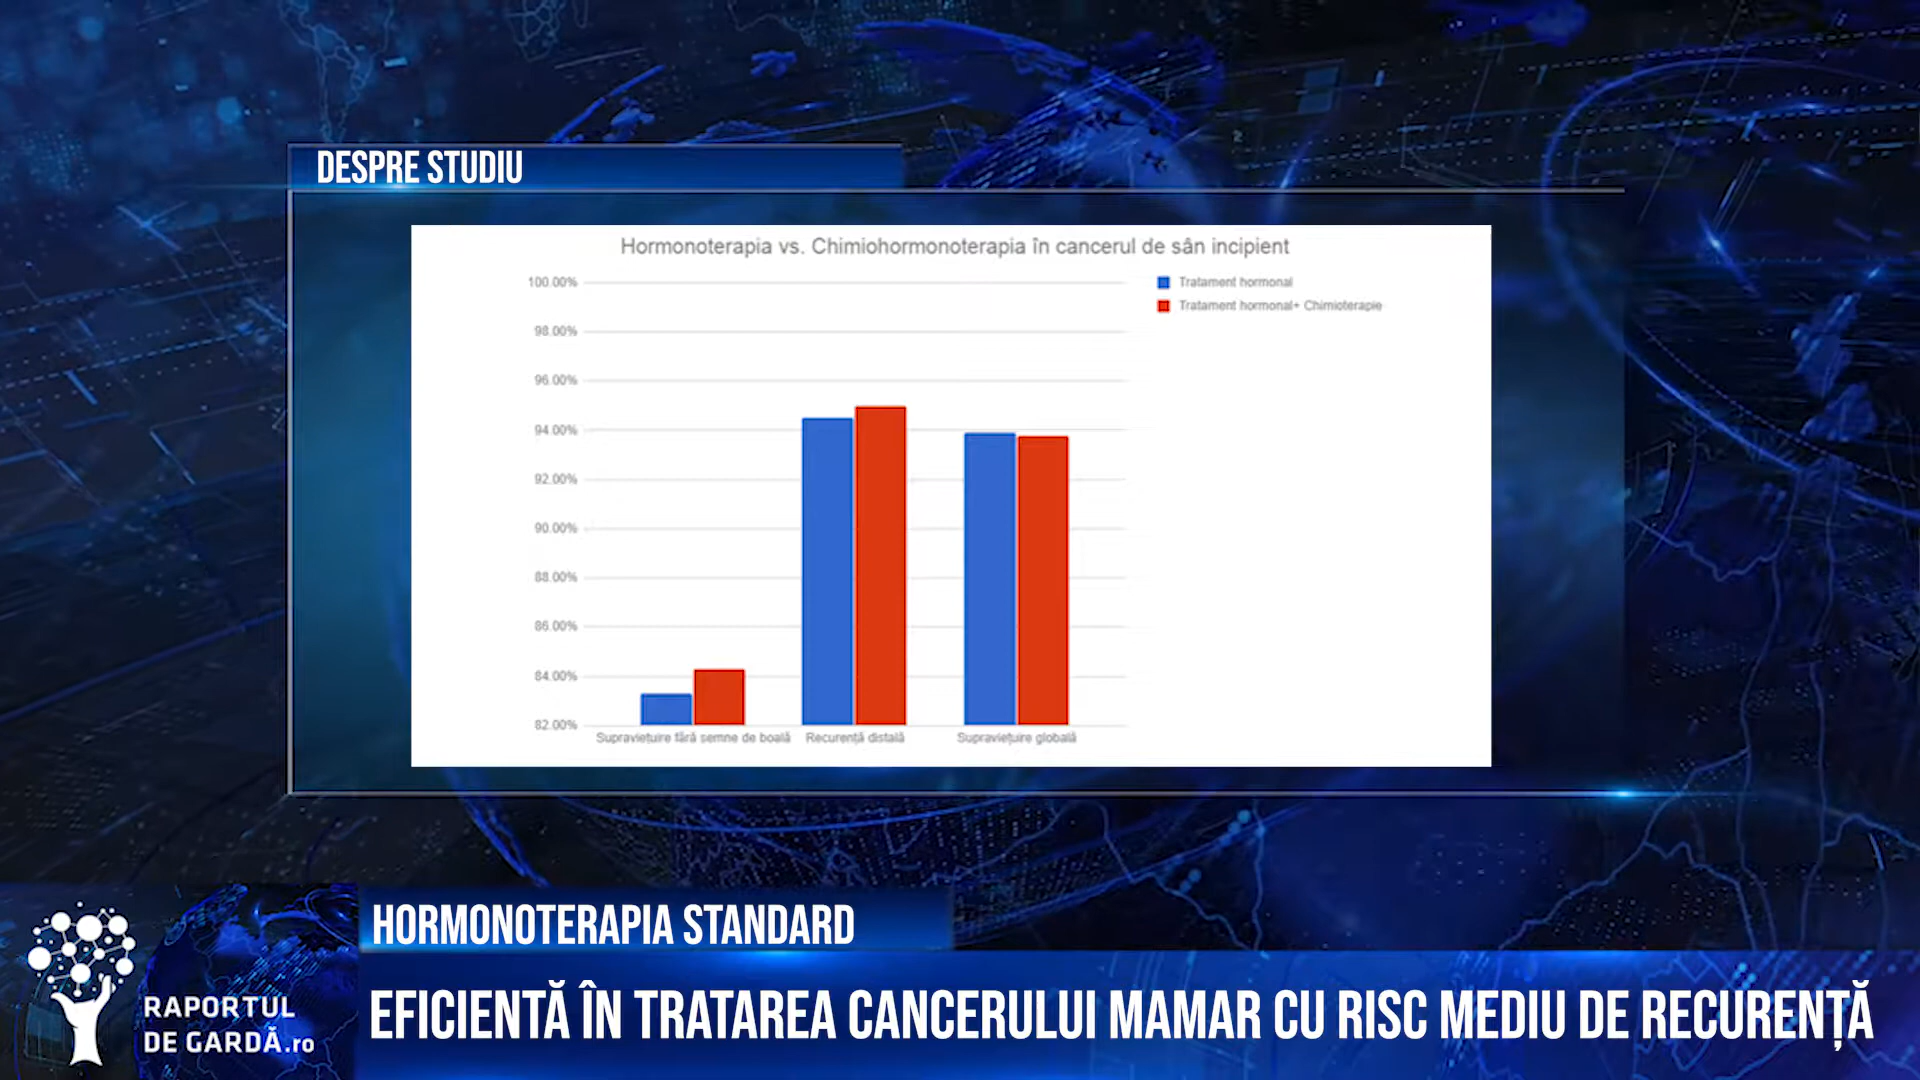 DESPRE STUDIU
Hormonoterapia vs. Chimiohormonoterapia în cancerul de sân incipient
100.00%
98.00%
96.00%
94.00%
92.00%
90.00%
88.00%
86.00%
84.00%
82.00%
Tratament hormonal
Tratament hormonal+ Chimioterapie
Supraviețuire fără semne de boală
Recurență distală
Supraviețuire globală
HORMONOTERAPIA STANDARD
EFICIENTĂ ÎN TRATAREA CANCERULUI MAMAR CU RISC MEDIU DE RECURENȚĂ
RAPORTUL
DE GARDĂ.ro